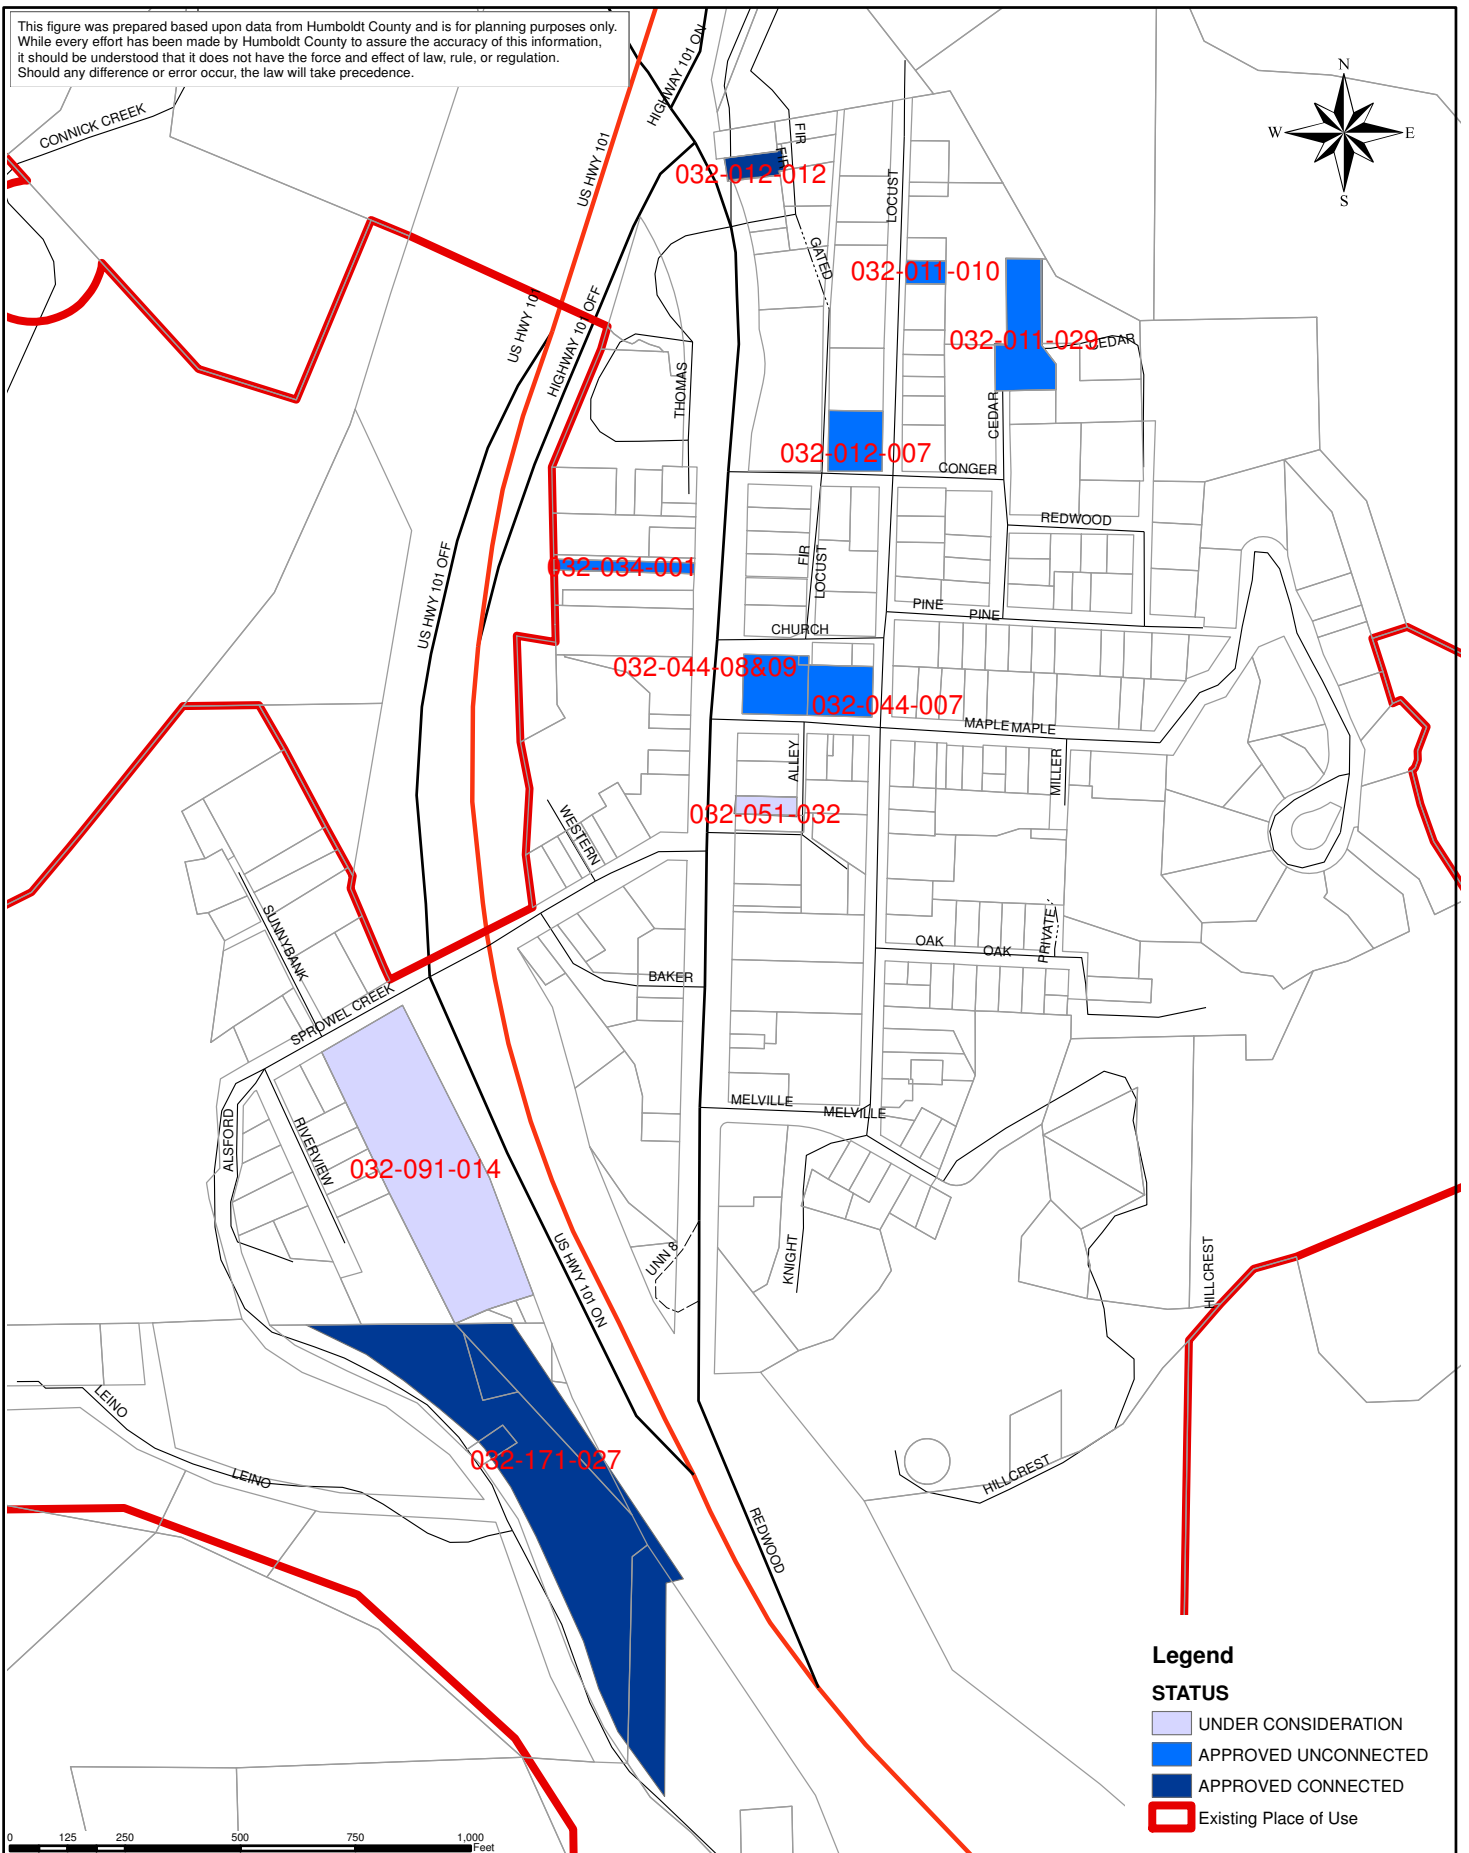 This figure was prepared based upon data from Humboldt County and is for planning purposes only.
While every effort has been made by Humboldt County to assure the accuracy of this information,
it should be understood that it does not have the force and effect of law, rule, or regulation.
Should any difference or error occur, the law will take precedence.
HIGHWAY 101 ON
N
W
E
S
CONNICK CREEK
US HWY 101
FIR
FIR
032-012-012
LOCUST
GATED
032-011-010
US HWY 101
HIGHWAY 101 OFF
032-011-029
CEDAR
THOMAS
CEDAR
032-012-007
CONGER
REDWOOD
US HWY 101 OFF
FIR
LOCUST
032-034-001
PINE
PINE
CHURCH
032-044-08&09
032-044-007
MAPLE
MAPLE
ALLEY
MILLER
032-051-032
WESTERN
SUNNYBANK
PRIVATE
OAK
OAK
BAKER
SPROWEL CREEK
MELVILLE
MELVILLE
ALSFORD
RIVERVIEW
032-091-014
UNN 8
KNIGHT
HILLCREST
US HWY 101 ON
LEINO
LEINO
032-171-027
HILLCREST
REDWOOD
Legend
STATUS
UNDER CONSIDERATION
APPROVED UNCONNECTED
APPROVED CONNECTED
Existing Place of Use
0
125
250
500
750
1,000
Feet